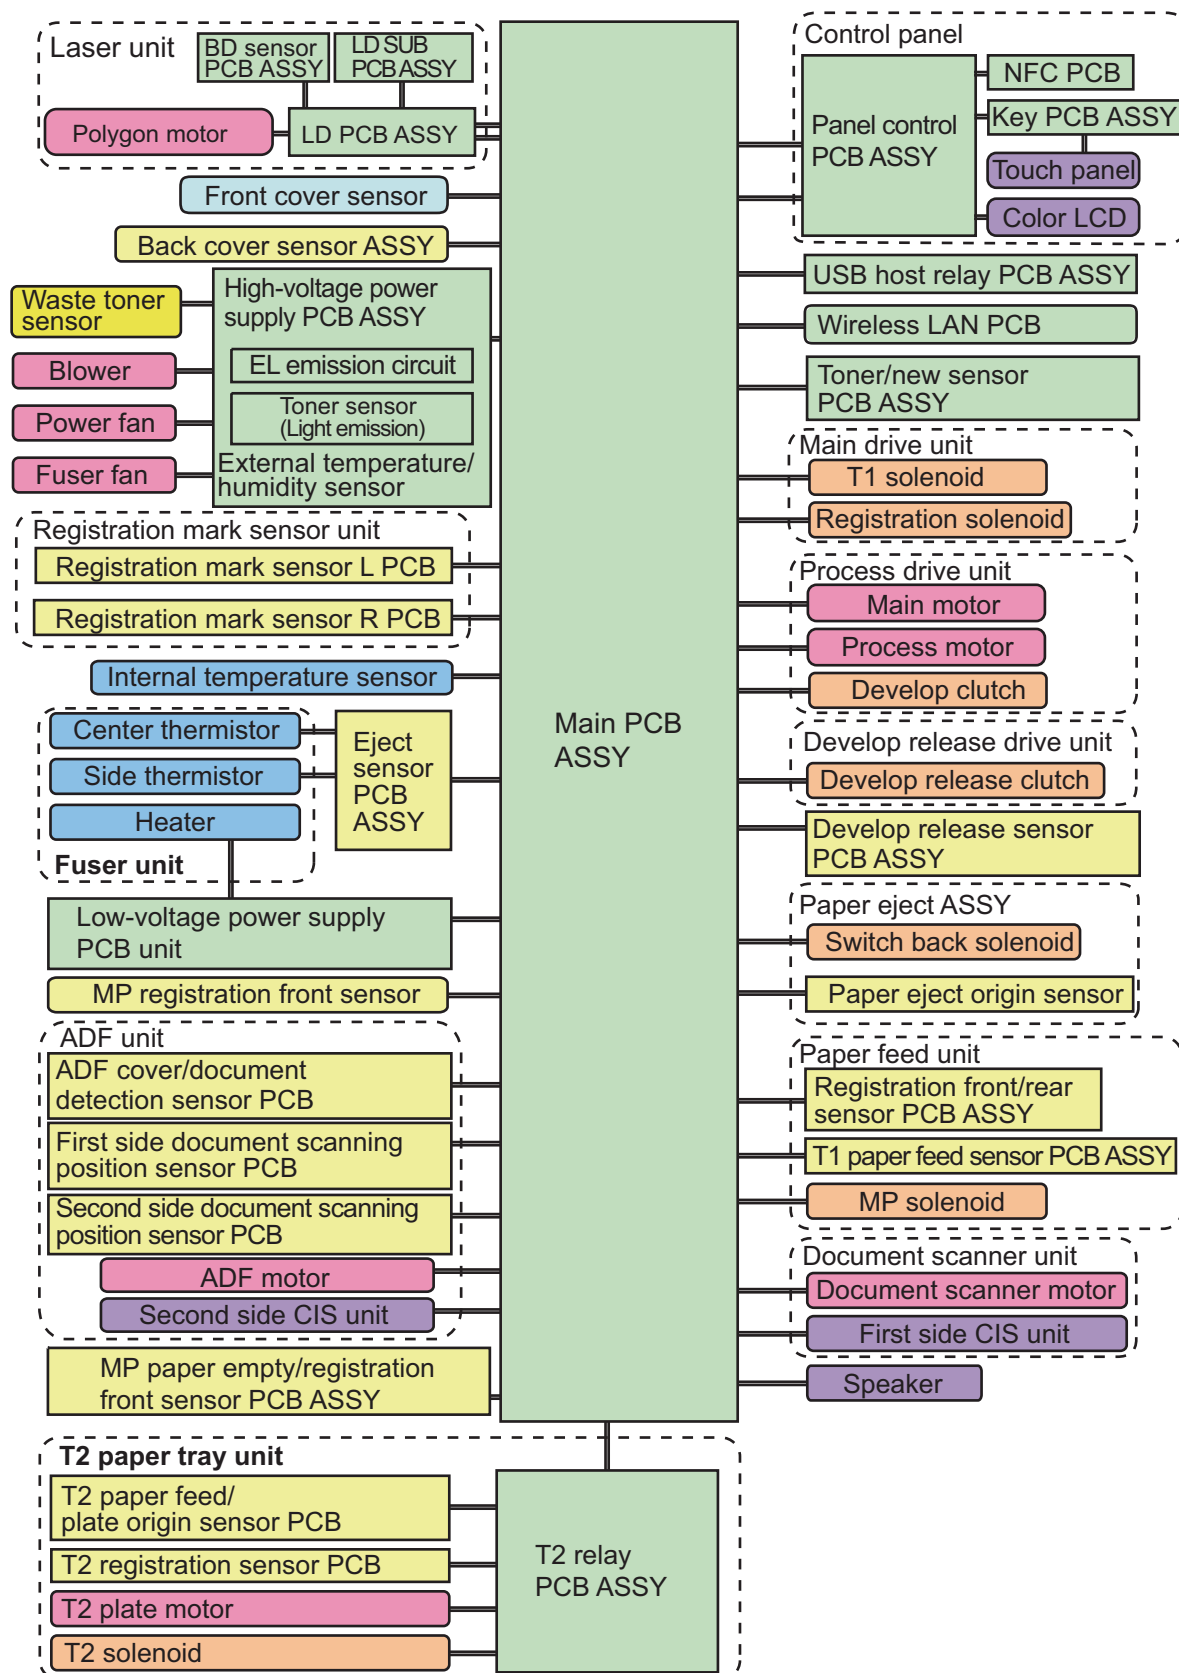 Laser unit
BD sensor
PCB ASSY
LD SUB
PCB ASSY
Polygon motor
LD PCB ASSY
Front cover sensor
Back cover sensor ASSY
Waste toner
sensor
High-voltage power
supply PCB ASSY
EL emission circuit
Toner sensor
(Light emission)
External temperature/
humidity sensor
Blower
Power fan
Fuser fan
Registration mark sensor unit
Registration mark sensor L PCB
Registration mark sensor R PCB
Internal temperature sensor
Center thermistor
Side thermistor
Heater
Fuser unit
Eject
sensor
PCB
ASSY
Low-voltage power supply
PCB unit
MP registration front sensor
ADF unit
ADF cover/document
detection sensor PCB
First side document scanning
position sensor PCB
Second side document scanning
position sensor PCB
ADF motor
Second side CIS unit
MP paper empty/registration
front sensor PCB ASSY
Main PCB
ASSY
Control panel
Panel control
PCB ASSY
NFC PCB
Key PCB ASSY
Touch panel
Color LCD
USB host relay PCB ASSY
Wireless LAN PCB
Toner/new sensor
PCB ASSY
Main drive unit
T1 solenoid
Registration solenoid
Process drive unit
Main motor
Process motor
Develop clutch
Develop release drive unit
Develop release clutch
Develop release sensor
PCB ASSY
Paper eject ASSY
Switch back solenoid
Paper eject origin sensor
Paper feed unit
Registration front/rear
sensor PCB ASSY
T1 paper feed sensor PCB ASSY
MP solenoid
Document scanner unit
Document scanner motor
First side CIS unit
Speaker
T2 paper tray unit
T2 paper feed/
plate origin sensor PCB
T2 registration sensor PCB
T2 plate motor
T2 solenoid
T2 relay
PCB ASSY